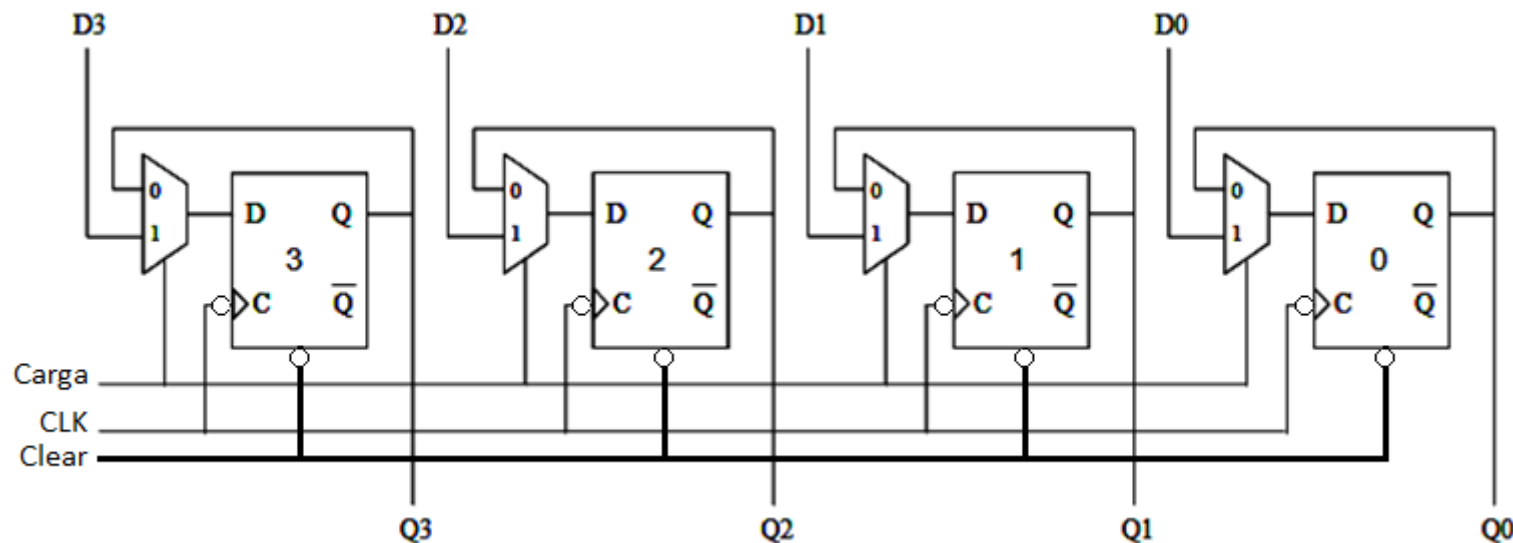 D3 D2 D1 D0
0 0 0 0
D Q D Q D Q D Q
1 1 1 1
3 2 1 0
C Q̅ C Q̅ C Q̅ C Q̅
Carga
CLK
Clear
Q3 Q2 Q1 Q0